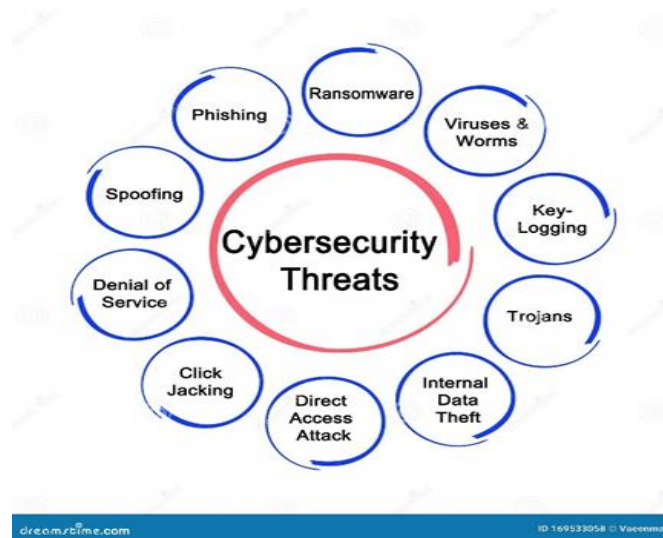 Ransomware
Viruses &
Worms
Key-
Logging
Trojans
Internal
Data
Theft
Direct
Access
Attack
Click
Jacking
Denial of
Service
Spoofing
Phishing
Cybersecurity
Threats
dreamstime.com
ID 169533058 ©